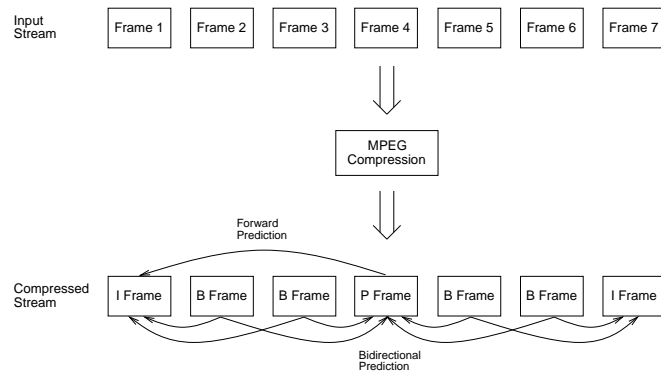 Input
Stream
Frame 1 Frame 2 Frame 3 Frame 4 Frame 5 Frame 6 Frame 7
MPEG
Compression
Forward
Prediction
Compressed
Stream
I Frame B Frame B Frame P Frame B Frame B Frame I Frame
Bidirectional
Prediction